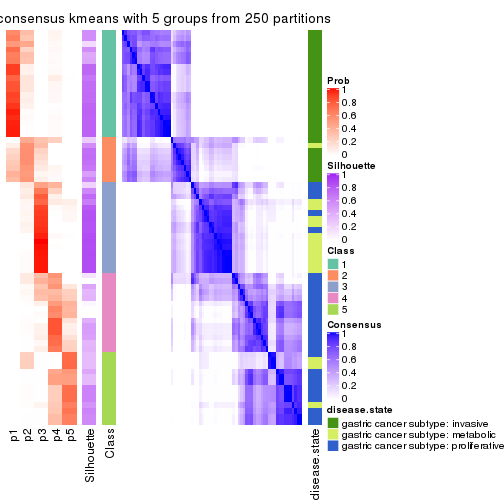 consensus kmeans with 5 groups from 250 partitions
Prob
1
0.8
0.6
0.4
0.2
0
Silhouette
1
0.8
0.6
0.4
0.2
0
Class
1
2
3
4
5
Consensus
1
0.8
0.6
0.4
0.2
0
disease.state
gastric cancer subtype: invasive
gastric cancer subtype: metabolic
gastric cancer subtype: proliferative
p1
p2
p3
p4
p5
Silhouette
Class
disease.state